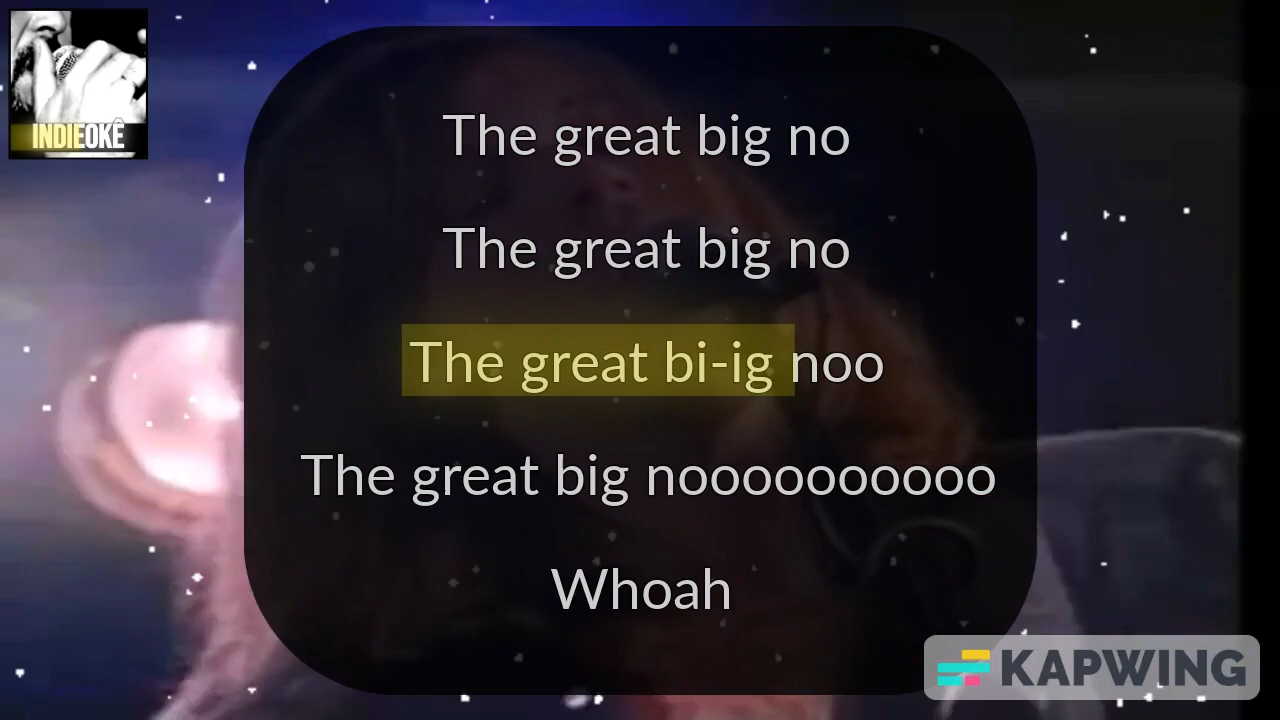 INDIEOKÊ
The great big no
The great big no
The great bi-ig noo
The great big noooooooooo
Whoah
KAPWING